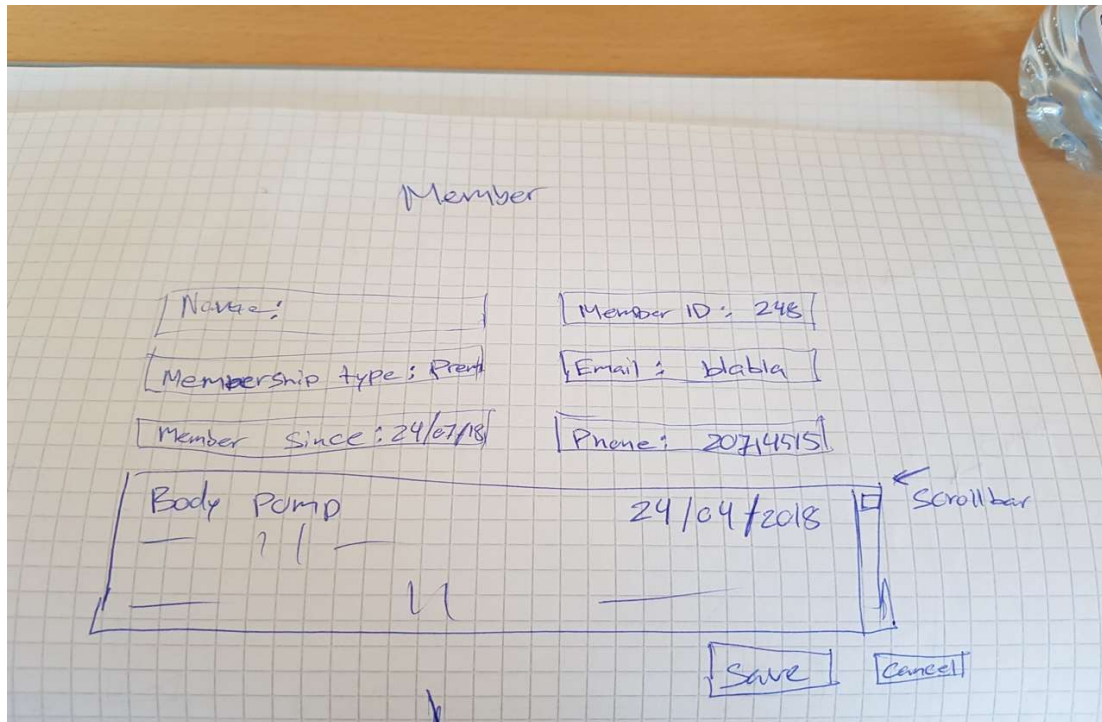 Member
Name:
Member ID: 248
Membership type: Prem
Email: blabla
Member since: 24/07/18
Phone: 20714515
Body Pump 24/04/2018
scrollbar
Save Cancel